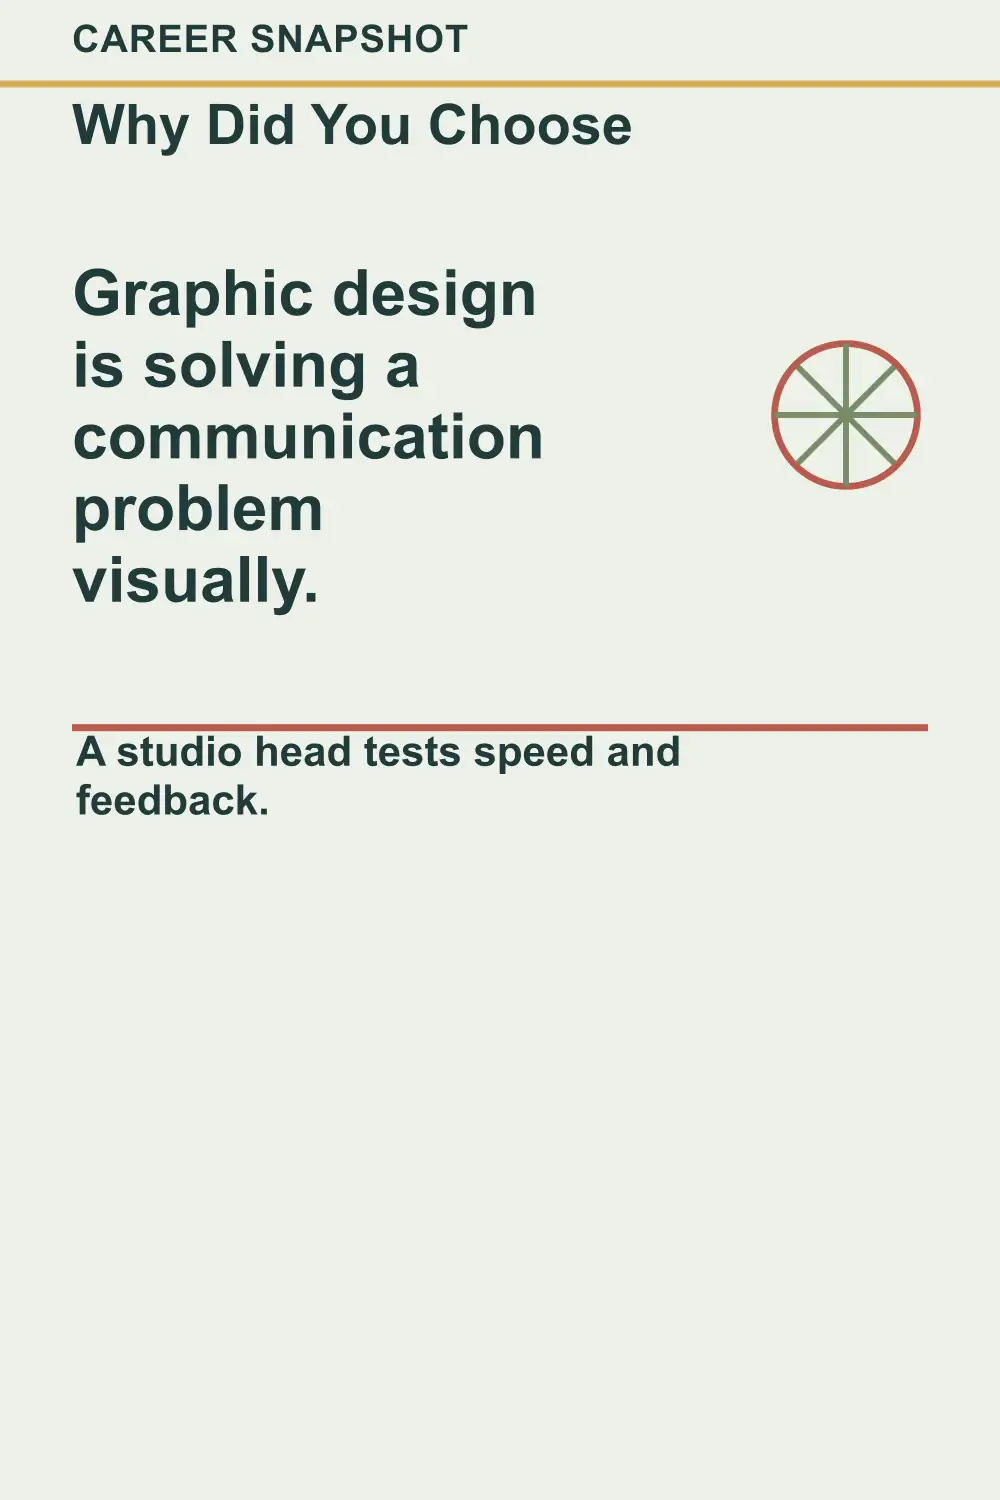 CAREER SNAPSHOT
Why Did You Choose
Graphic design
is solving a
communication
problem
visually.
A studio head tests speed and
feedback.